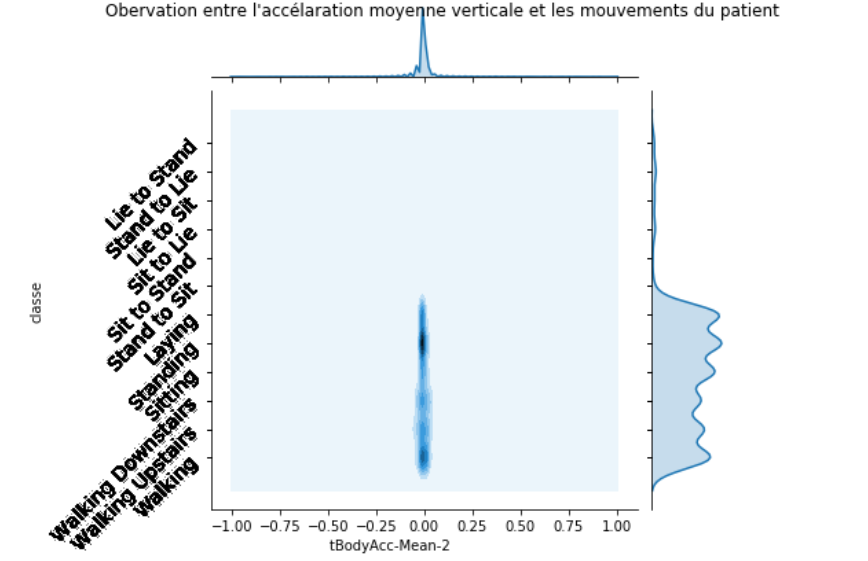 Obervation entre l'accélaration moyenne verticale et les mouvements du patient
Lie to Stand
Stand to Lie
Lie to Sit
Sit to Lie
Sit to Stand
Stand to Sit
Laying
Standing
Sitting
Walking Downstairs
Walking Upstairs
Walking
classe
−1.00 −0.75 −0.50 −0.25 0.00 0.25 0.50 0.75 1.00
tBodyAcc-Mean-2